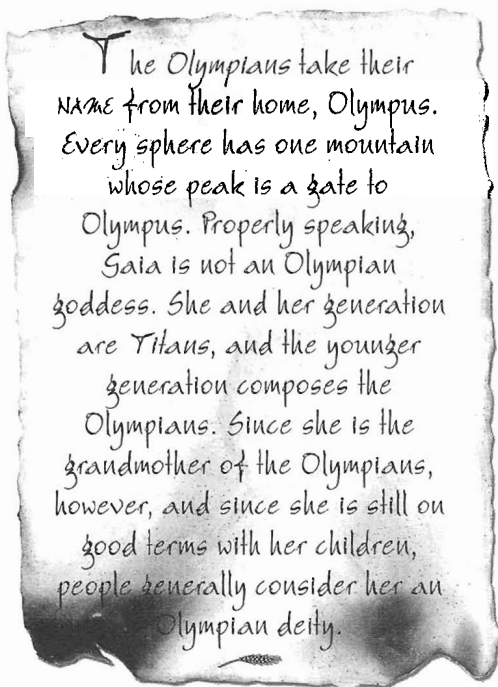 The Olympians take their
NAME from their home, Olympus.
Every sphere has one mountain
whose peak is a gate to
Olympus. Properly speaking,
Gaia is not an Olympian
goddess. She and her generation
are Titans, and the younger
generation composes the
Olympians. Since she is the
grandmother of the Olympians,
however, and since she is still on
good terms with her children,
people generally consider her an
Olympian deity.